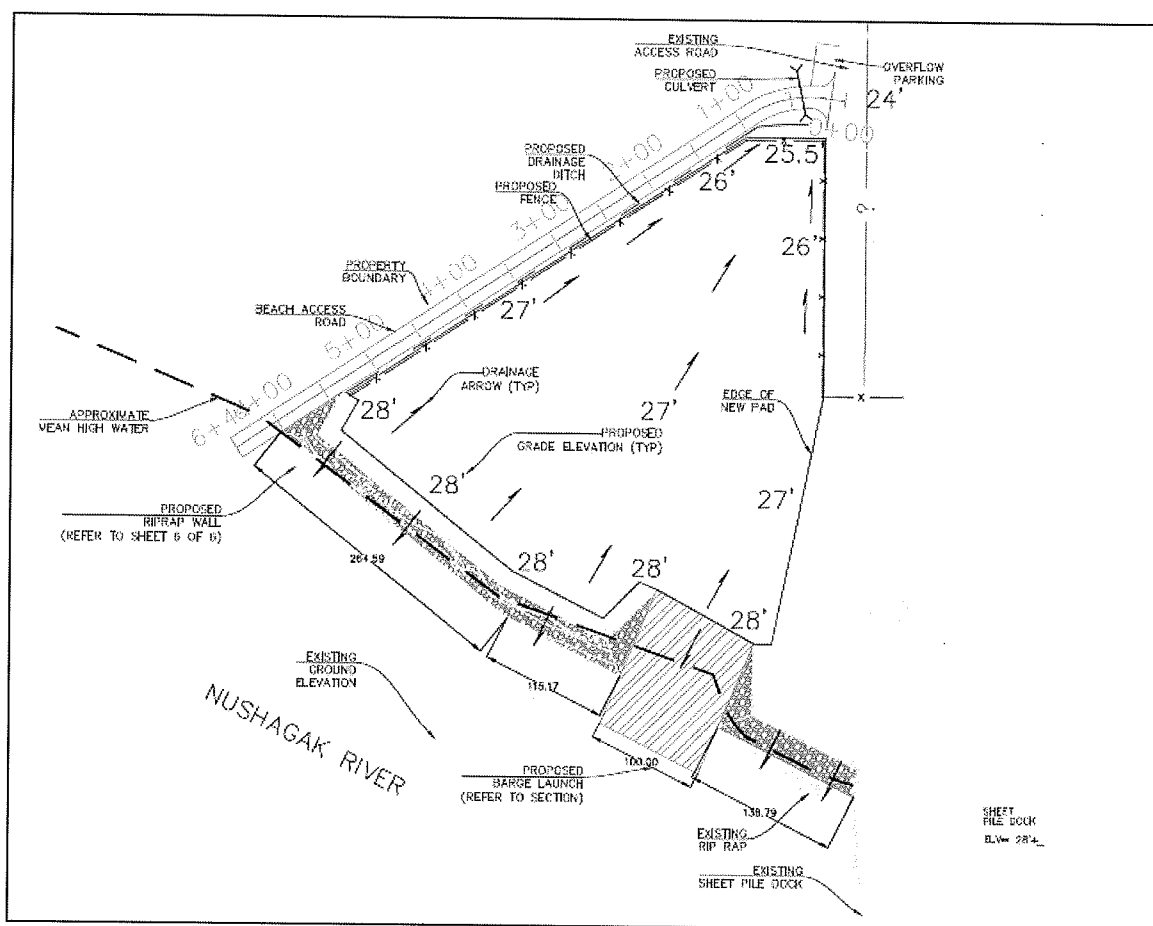 EXISTING
ACCESS ROAD
OVERFLOW
PARKING
PROPOSED
CULVERT
24'
0+00
1+00
25.5'
PROPOSED
DRAINAGE
DITCH
2+00
26'
PROPOSED
FENCE
?
3+00
26'
PROPERTY
BOUNDARY
4+00
27'
BEACH ACCESS
ROAD
5+00
DRAINAGE
ARROW (TYP)
EDGE OF
NEW PAD
28'
27'
APPROXIMATE
MEAN HIGH WATER
PROPOSED
GRADE ELEVATION (TYP)
28'
27'
PROPOSED
RIPRAP WALL
(REFER TO SHEET 6 OF 6)
264.59
28'
28'
28'
EXISTING
GROUND
ELEVATION
115.17
NUSHAGAK RIVER
100.00
PROPOSED
BARGE LAUNCH
(REFER TO SECTION)
138.79
EXISTING
RIP RAP
SHEET
PILE DOCK
ELV= 28'±
EXISTING
SHEET PILE DOCK